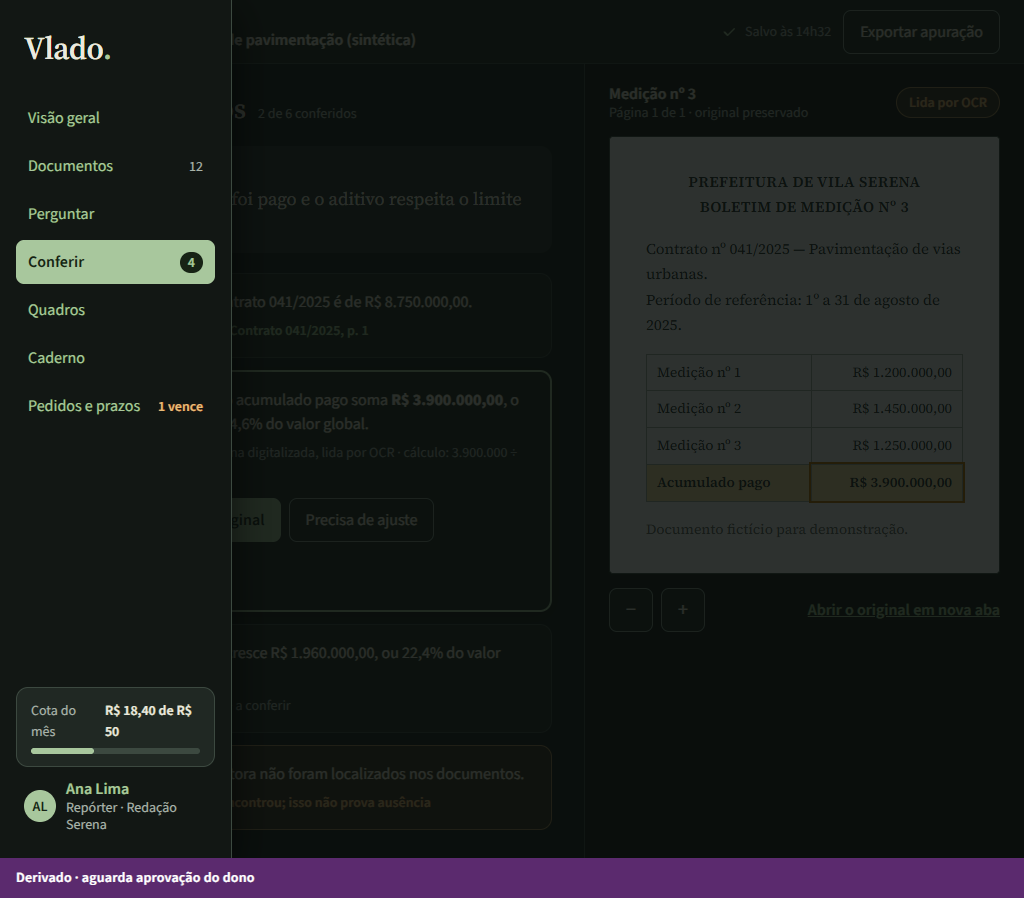 Vlado.
Visão geral
Documentos 12
Perguntar
Conferir 4
Quadros
Caderno
Pedidos e prazos 1 vence
Cota do mês
R$ 18,40 de R$ 50
AL
Ana Lima
Repórter · Redação
Serena
de pavimentação (sintética)
Salvo às 14h32
Exportar apuração
2 de 6 conferidos
foi pago e o aditivo respeita o limite
trato 041/2025 é de R$ 8.750.000,00.
Contrato 041/2025, p. 1
acumulado pago soma R$ 3.900.000,00, o
4,6% do valor global.
na digitalizada, lida por OCR · cálculo: 3.900.000 ÷
ginal
Precisa de ajuste
resce R$ 1.960.000,00, ou 22,4% do valor
a conferir
tora não foram localizados nos documentos.
ncontrou; isso não prova ausência
Medição nº 3
Página 1 de 1 · original preservado
Lida por OCR
PREFEITURA DE VILA SERENA
BOLETIM DE MEDIÇÃO Nº 3
Contrato nº 041/2025 — Pavimentação de vias
urbanas.
Período de referência: 1º a 31 de agosto de
2025.
Medição nº 1 R$ 1.200.000,00
Medição nº 2 R$ 1.450.000,00
Medição nº 3 R$ 1.250.000,00
Acumulado pago R$ 3.900.000,00
Documento fictício para demonstração.
− +
Abrir o original em nova aba
Derivado · aguarda aprovação do dono